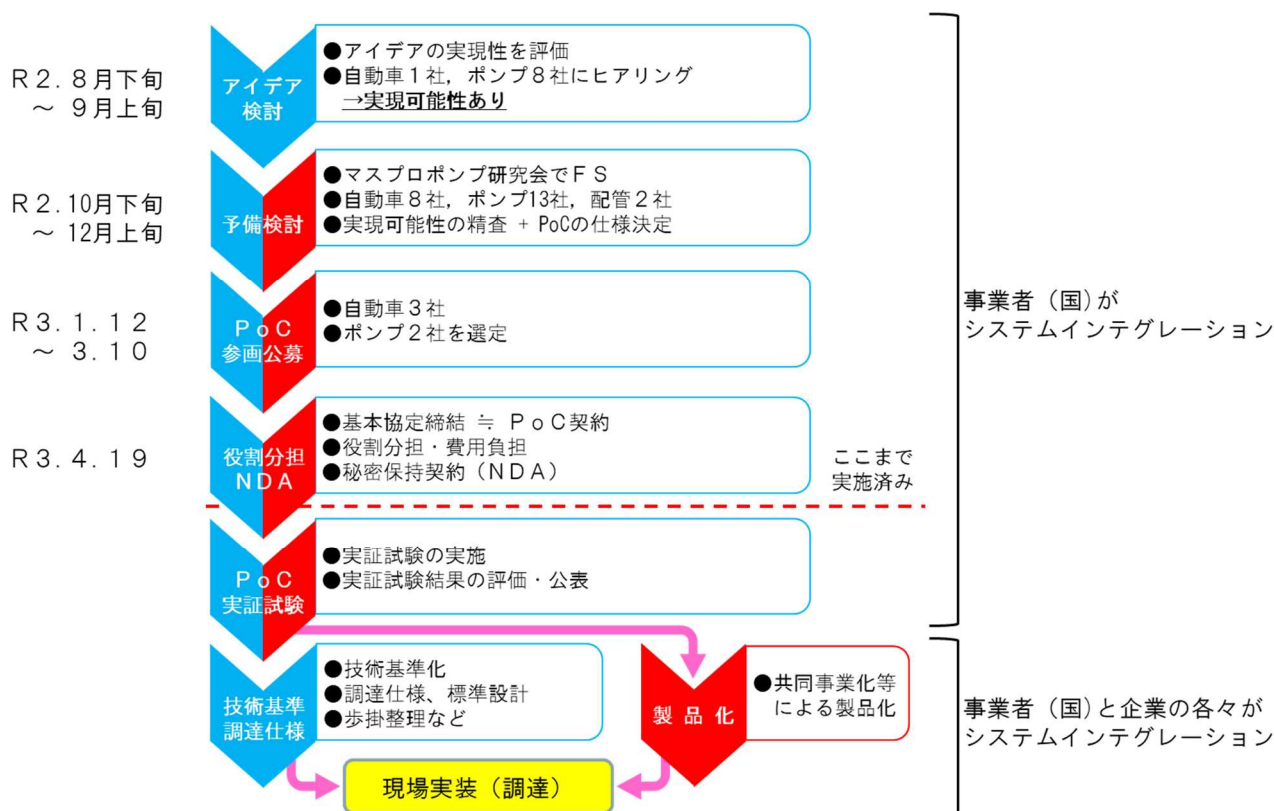 R2.8月下旬
～ 9月上旬
アイデア
検討
●アイデアの実現性を評価
●自動車1社，ポンプ8社にヒアリング
→実現可能性あり
R2.10月下旬
～ 12月上旬
予備検討
●マスプロポンプ研究会でＦＳ
●自動車8社，ポンプ13社，配管2社
●実現可能性の精査 + PoCの仕様決定
R3.1.12
～ 3.10
ＰｏＣ
参画公募
●自動車3社
●ポンプ2社を選定
R3.4.19
役割分担
ＮＤＡ
●基本協定締結 ≒ ＰｏＣ契約
●役割分担・費用負担
●秘密保持契約（ＮＤＡ）
ここまで
実施済み
ＰｏＣ
実証試験
●実証試験の実施
●実証試験結果の評価・公表
事業者（国)が
システムインテグレーション
技術基準
調達仕様
●技術基準化
●調達仕様、標準設計
●歩掛整理など
製品化
●共同事業化等
による製品化
事業者（国)と企業の各々が
システムインテグレーション
現場実装（調達）